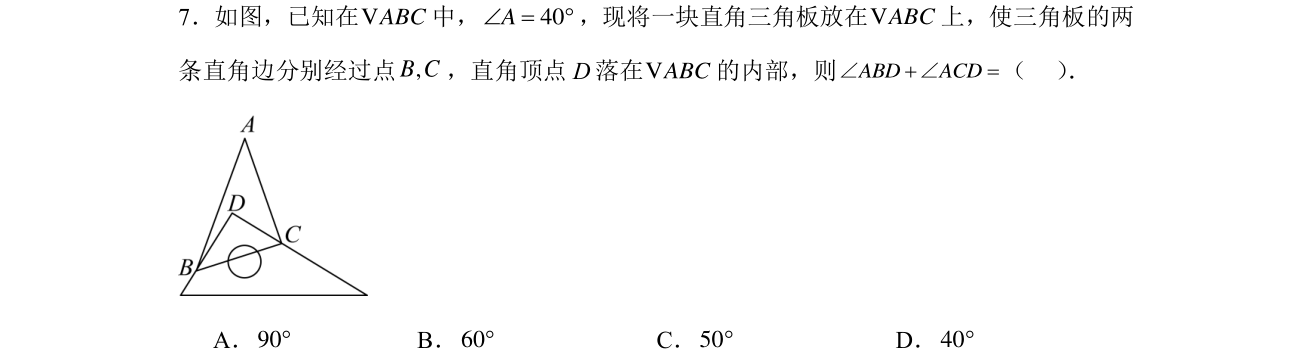 7．如图，已知在VABC 中，∠A = 40°，现将一块直角三角板放在VABC 上，使三角板的两
条直角边分别经过点 B,C ，直角顶点 D 落在VABC 的内部，则∠ABD+∠ACD=（ ）.
A
D
C
B
A． 90° B． 60° C． 50° D． 40°